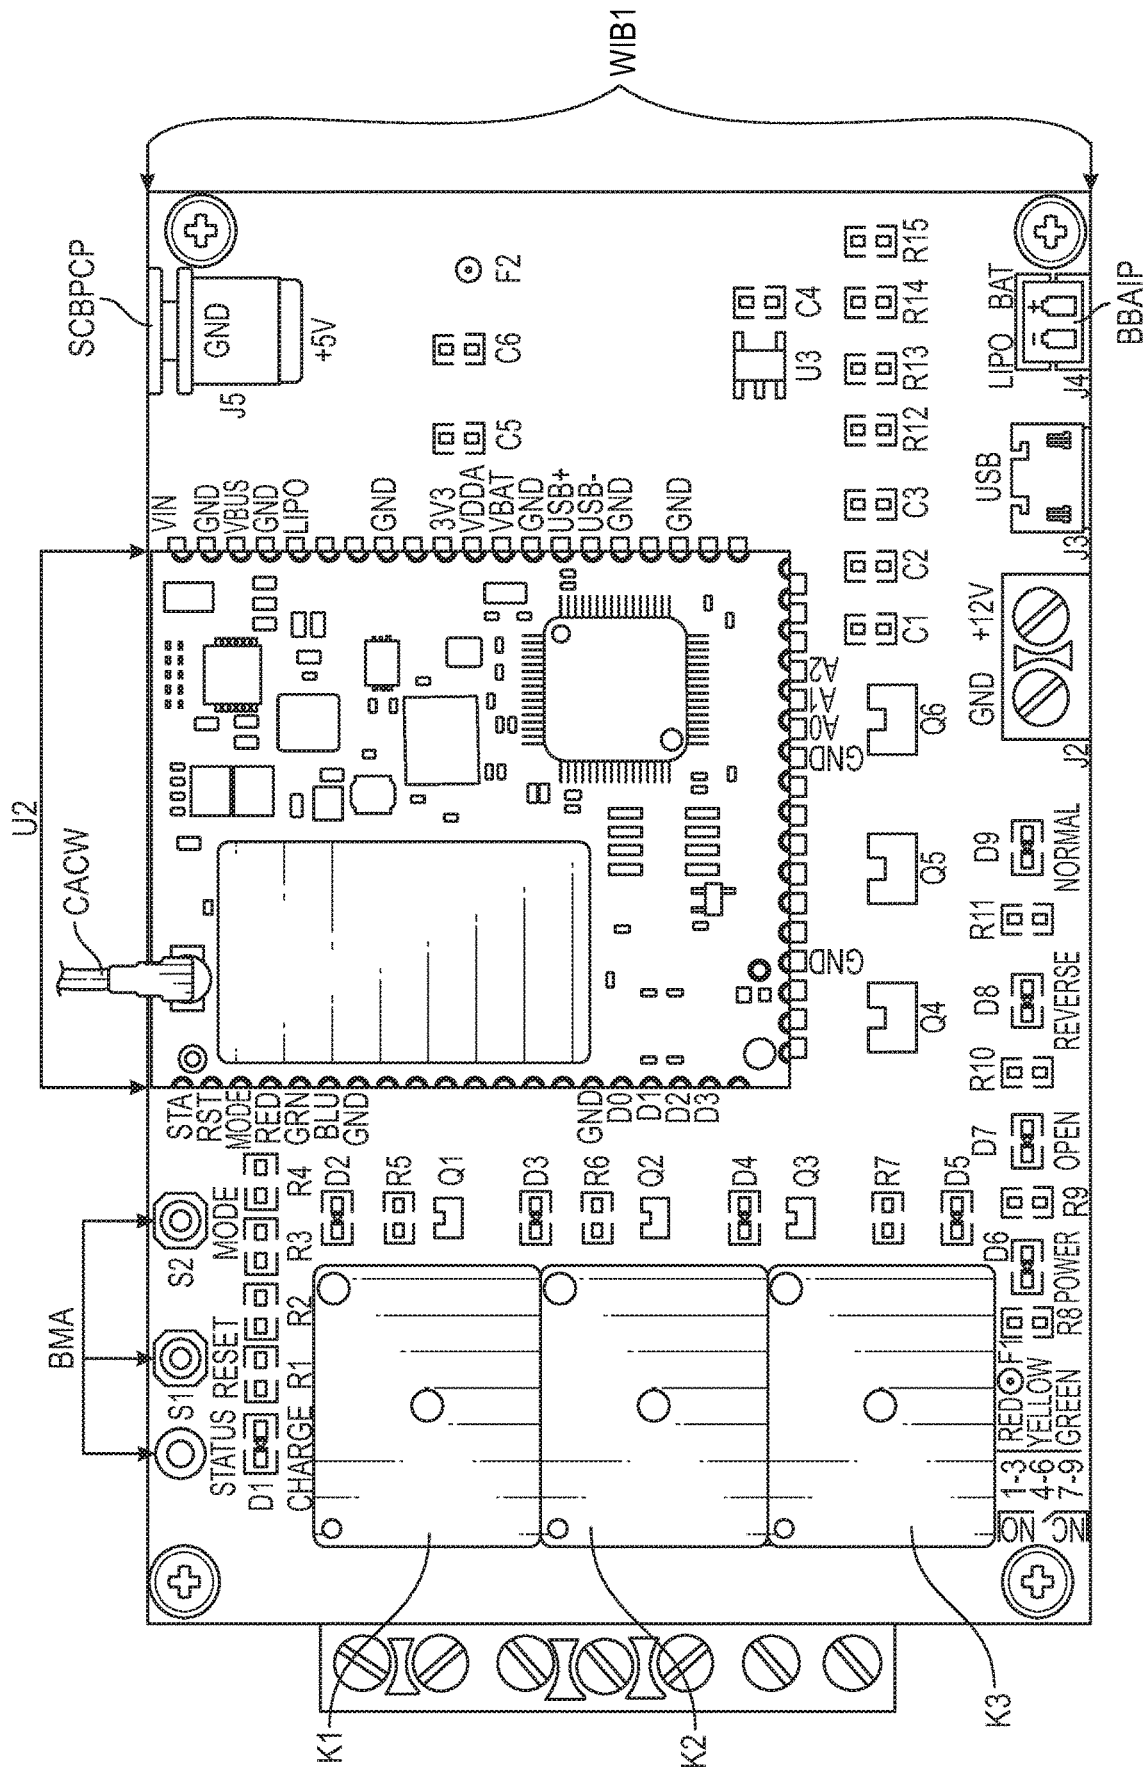 WIB1
SCBPCP
GND
+5V
J5
F2
C6
C5
C4
U3
R15
R14
R13
R12
C3
C2
C1
LIPO BAT
J4
BBAIP
USB
J3
GND +12V
J2
U2
CACW
VIN
GND
VBUS
GND
LIPO
GND
3V3
VDDA
VBAT
GND
USB+
USB-
GND
GND
A2
A1
A0
GND
GND
Q6
Q5
Q4
D9
NORMAL
R11
D8
REVERSE
R10
D7
OPEN
R9
D6
POWER
R8
STA
RST
MODE
RED
GRN
BLU
GND
GND
D0
D1
D2
D3
BMA
S2
MODE
S1
RESET
STATUS
D1
CHARGE
R1
R2
R3
R4
D2
R5
Q1
D3
R6
Q2
D4
Q3
R7
D5
F1
1-3 RED
4-6 YELLOW
7-9 GREEN
NO
NC
K1
K2
K3